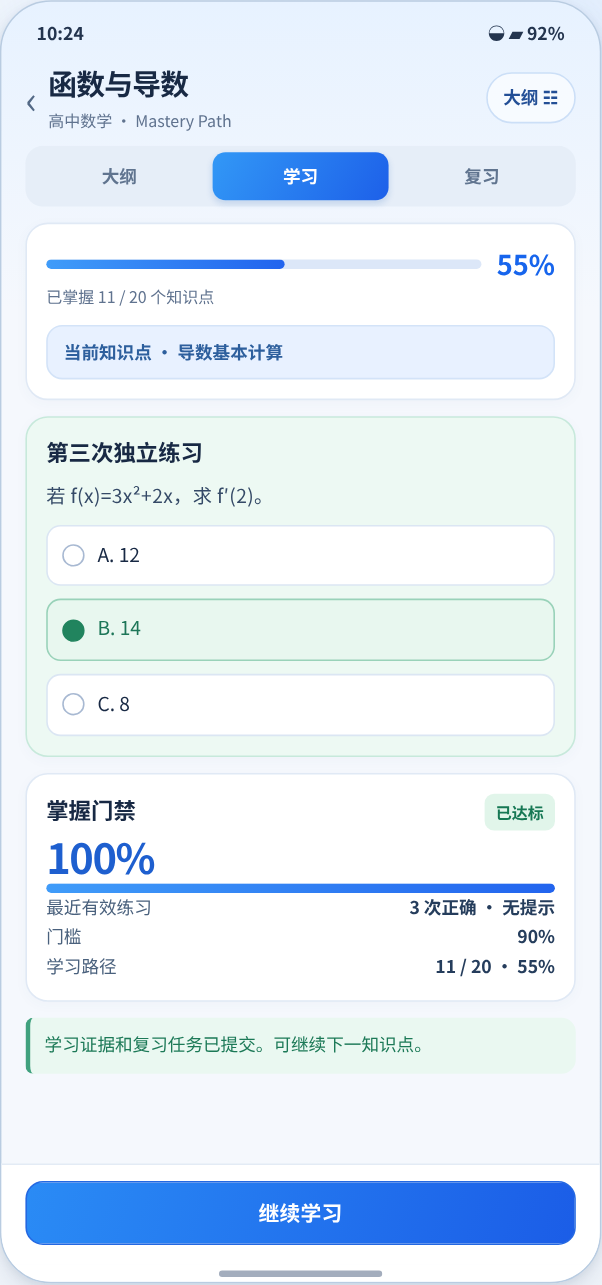 10:24
92%
函数与导数
高中数学 · Mastery Path
大纲
大纲
学习
复习
55%
已掌握 11 / 20 个知识点
当前知识点 · 导数基本计算
第三次独立练习
若 f(x)=3x²+2x，求 f′(2)。
A. 12
B. 14
C. 8
掌握门禁
已达标
100%
最近有效练习
3 次正确 · 无提示
门槛
90%
学习路径
11 / 20 · 55%
学习证据和复习任务已提交。可继续下一知识点。
继续学习